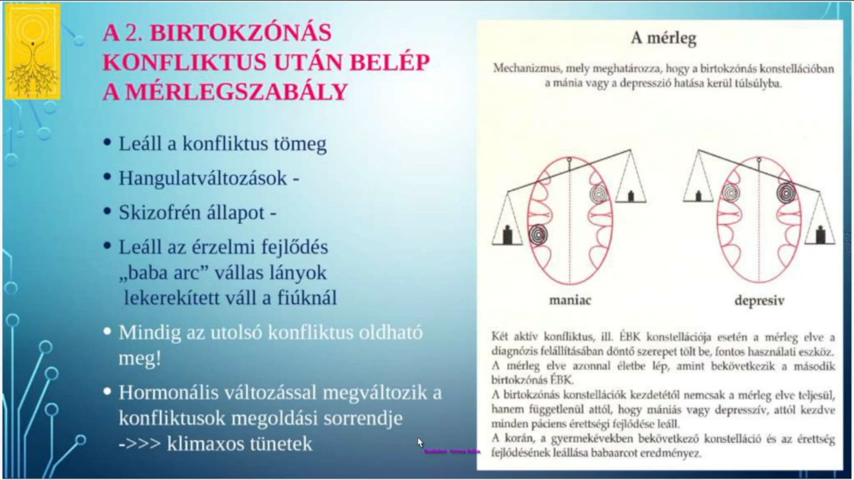 A 2. BIRTOKZÓNÁS
KONFLIKTUS UTÁN BELÉP
A MÉRLEGSZABÁLY
• Leáll a konfliktus tömeg
• Hangulatváltozások -
• Skizofrén állapot -
• Leáll az érzelmi fejlődés
„baba arc” vállas lányok
lekerekített váll a fiúknál
• Mindig az utolsó konfliktus oldható
meg!
• Hormonális változással megváltozik a
konfliktusok megoldási sorrendje
->>> klimaxos tünetek
A mérleg
Mechanizmus, mely meghatározza, hogy a birtokzónás konstellációban
a mánia vagy a depresszió hatása kerül túlsúlyba.
maniac
depresiv
Két aktív konfliktus, ill. ÉBK konstellációja esetén a mérleg elve a
diagnózis felállításában döntő szerepet tölt be, fontos használati eszköz.
A mérleg elve azonnal életbe lép, amint bekövetkezik a második
birtokzónás ÉBK.
A birtokzónás konstellációk kezdetétől nemcsak a mérleg elve teljesül,
hanem függetlenül attól, hogy mániás vagy depresszív, attól kezdve
minden páciens érettségi fejlődése leáll.
A korán, a gyermekévekben bekövetkező konstelláció és az érettség
fejlődésének leállása babaarcot eredményez.